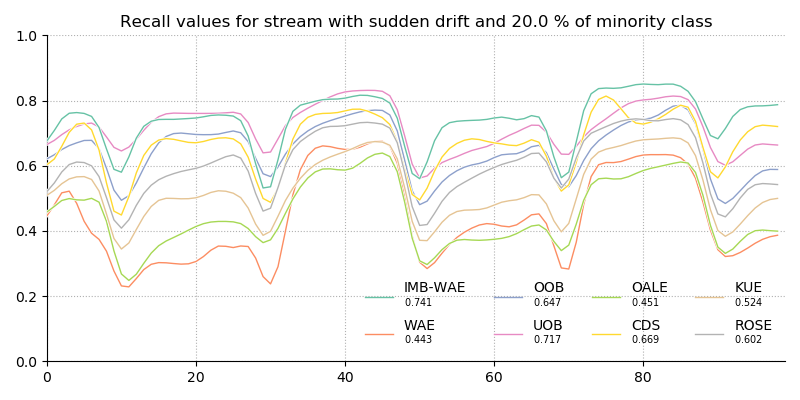 Recall values for stream with sudden drift and 20.0 % of minority class
1.0
0.8
0.6
0.4
0.2
0.0
IMB-WAE OOB OALE KUE
0.741 0.647 0.451 0.524
WAE UOB CDS ROSE
0.443 0.717 0.669 0.602
0 20 40 60 80